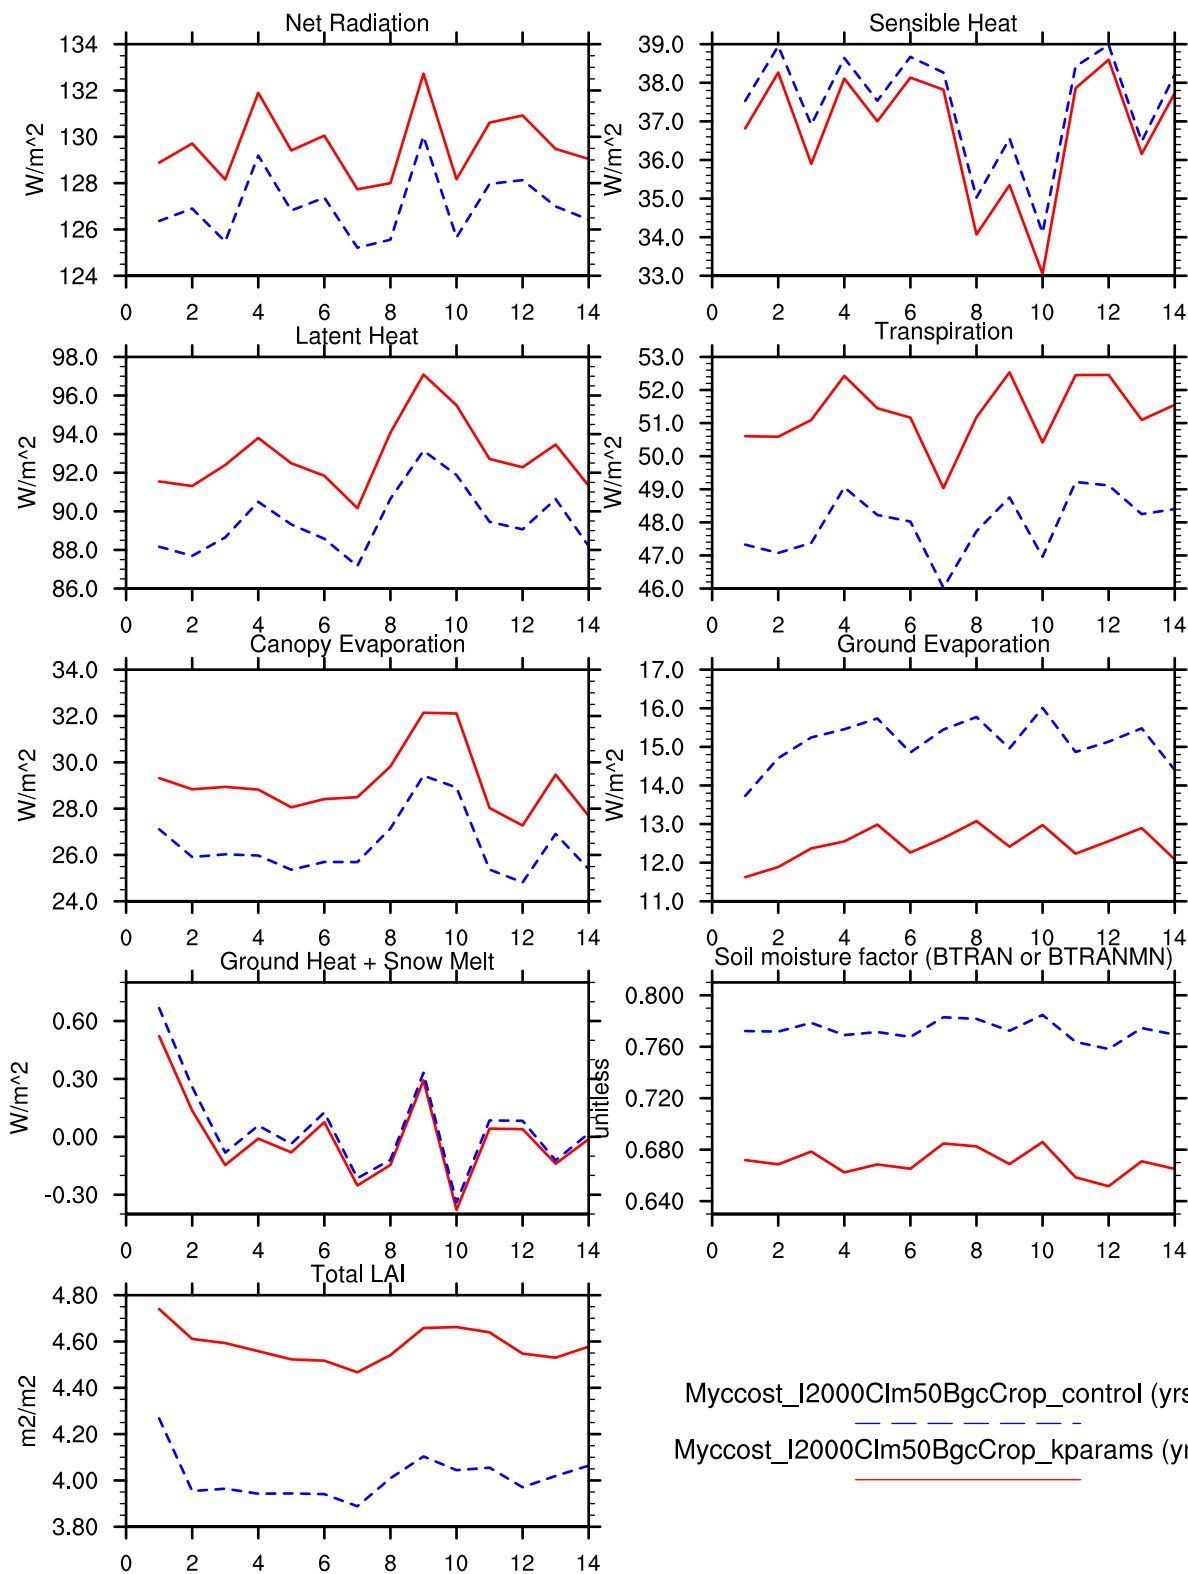 Net Radiation
W/m^2
134
132
130
128
126
124
0 2 4 6 8 10 12 14
Sensible Heat
W/m^2
39.0
38.0
37.0
36.0
35.0
34.0
33.0
0 2 4 6 8 10 12 14
Latent Heat
W/m^2
98.0
96.0
94.0
92.0
90.0
88.0
86.0
0 2 4 6 8 10 12 14
Transpiration
W/m^2
53.0
52.0
51.0
50.0
49.0
48.0
47.0
46.0
0 2 4 6 8 10 12 14
Canopy Evaporation
W/m^2
34.0
32.0
30.0
28.0
26.0
24.0
0 2 4 6 8 10 12 14
Ground Evaporation
W/m^2
17.0
16.0
15.0
14.0
13.0
12.0
11.0
0 2 4 6 8 10 12 14
Ground Heat + Snow Melt
W/m^2
0.60
0.30
0.00
-0.30
0 2 4 6 8 10 12 14
Soil moisture factor (BTRAN or BTRANMN)
unitless
0.800
0.760
0.720
0.680
0.640
0 2 4 6 8 10 12 14
Total LAI
m2/m2
4.80
4.60
4.40
4.20
4.00
3.80
0 2 4 6 8 10 12 14
Myccost_I2000Clm50BgcCrop_control (yrs
Myccost_I2000Clm50BgcCrop_kparams (yr